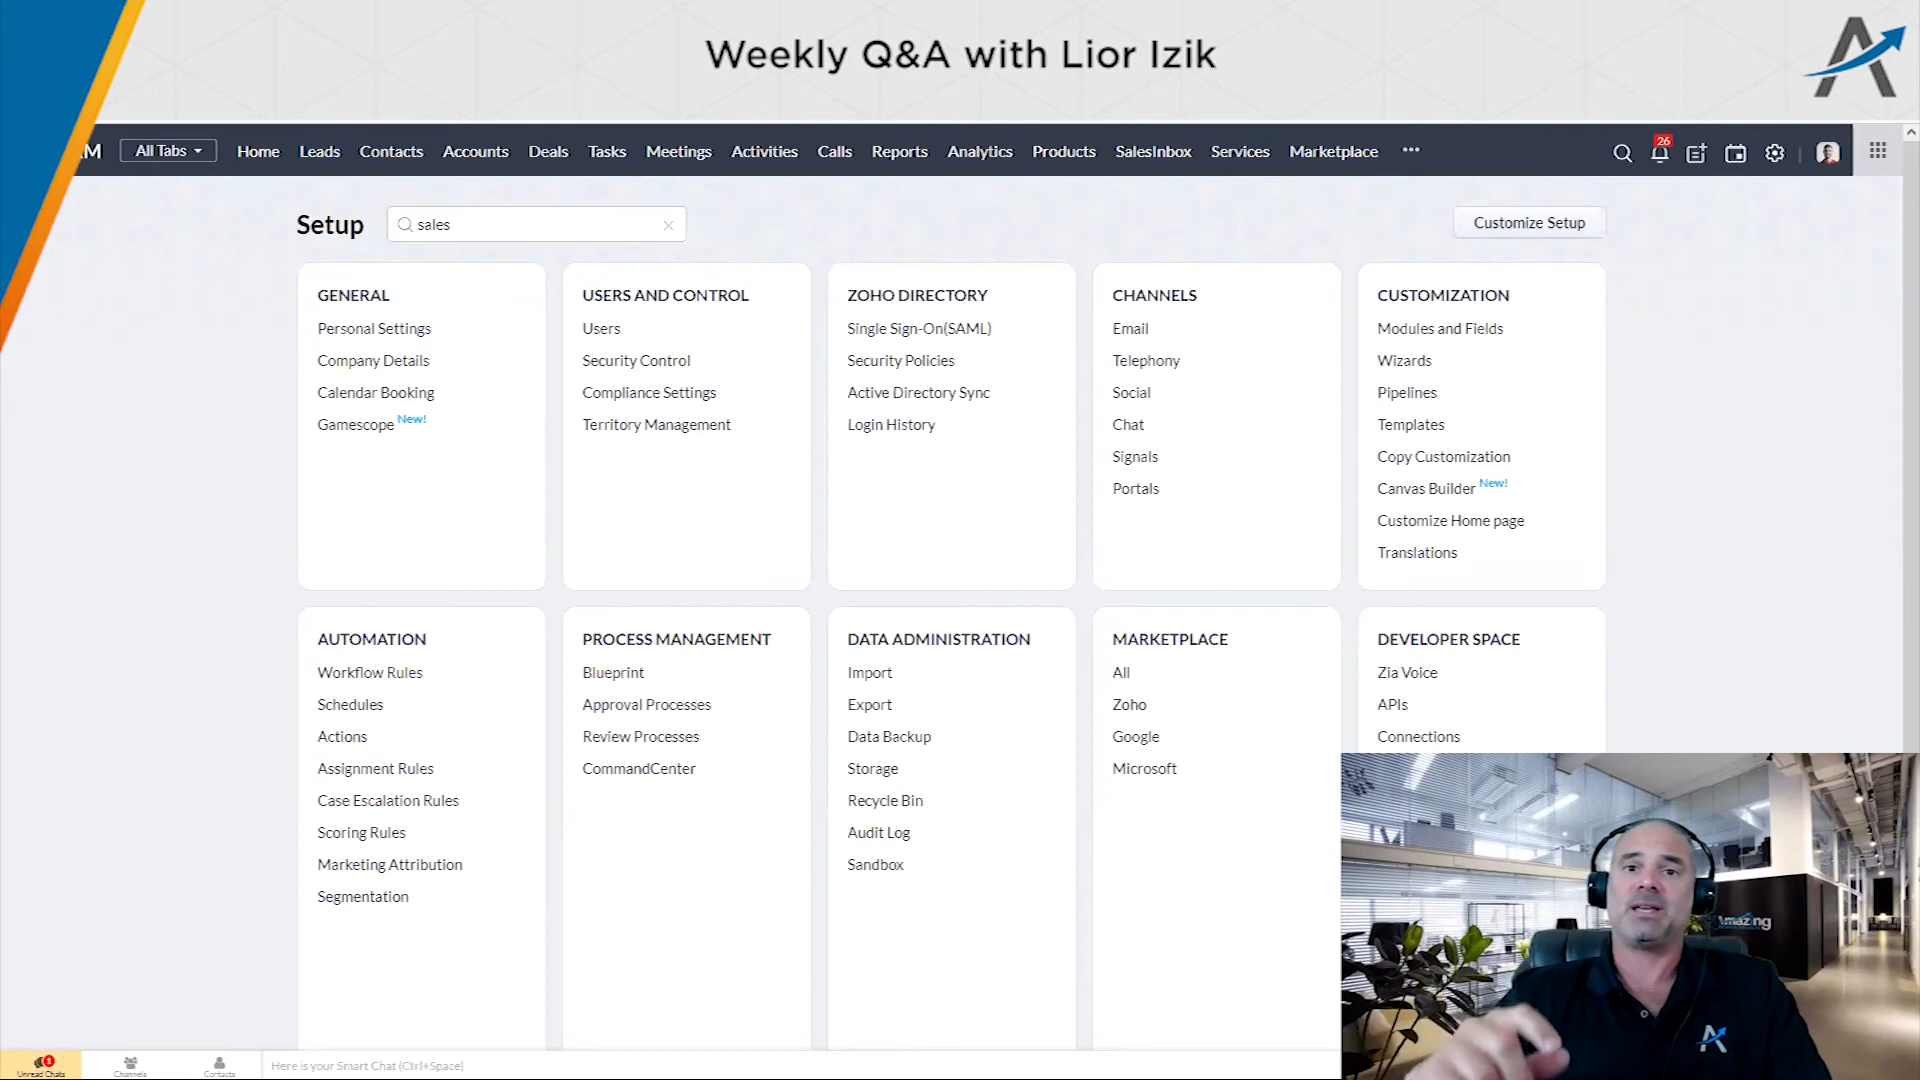 Weekly Q&A with Lior Izik
All Tabs Home Leads Contacts Accounts Deals Tasks Meetings Activities Calls Reports Analytics Products SalesInbox Services Marketplace ... 26
Setup sales Customize Setup
GENERAL
Personal Settings
Company Details
Calendar Booking
Gamescope New!
USERS AND CONTROL
Users
Security Control
Compliance Settings
Territory Management
ZOHO DIRECTORY
Single Sign-On(SAML)
Security Policies
Active Directory Sync
Login History
CHANNELS
Email
Telephony
Social
Chat
Signals
Portals
CUSTOMIZATION
Modules and Fields
Wizards
Pipelines
Templates
Copy Customization
Canvas Builder New!
Customize Home page
Translations
AUTOMATION
Workflow Rules
Schedules
Actions
Assignment Rules
Case Escalation Rules
Scoring Rules
Marketing Attribution
Segmentation
PROCESS MANAGEMENT
Blueprint
Approval Processes
Review Processes
CommandCenter
DATA ADMINISTRATION
Import
Export
Data Backup
Storage
Recycle Bin
Audit Log
Sandbox
MARKETPLACE
All
Zoho
Google
Microsoft
DEVELOPER SPACE
Zia Voice
APIs
Connections
Amazing
1
Unread Chats Channels Contacts Here is your Smart Chat (Ctrl+Space)